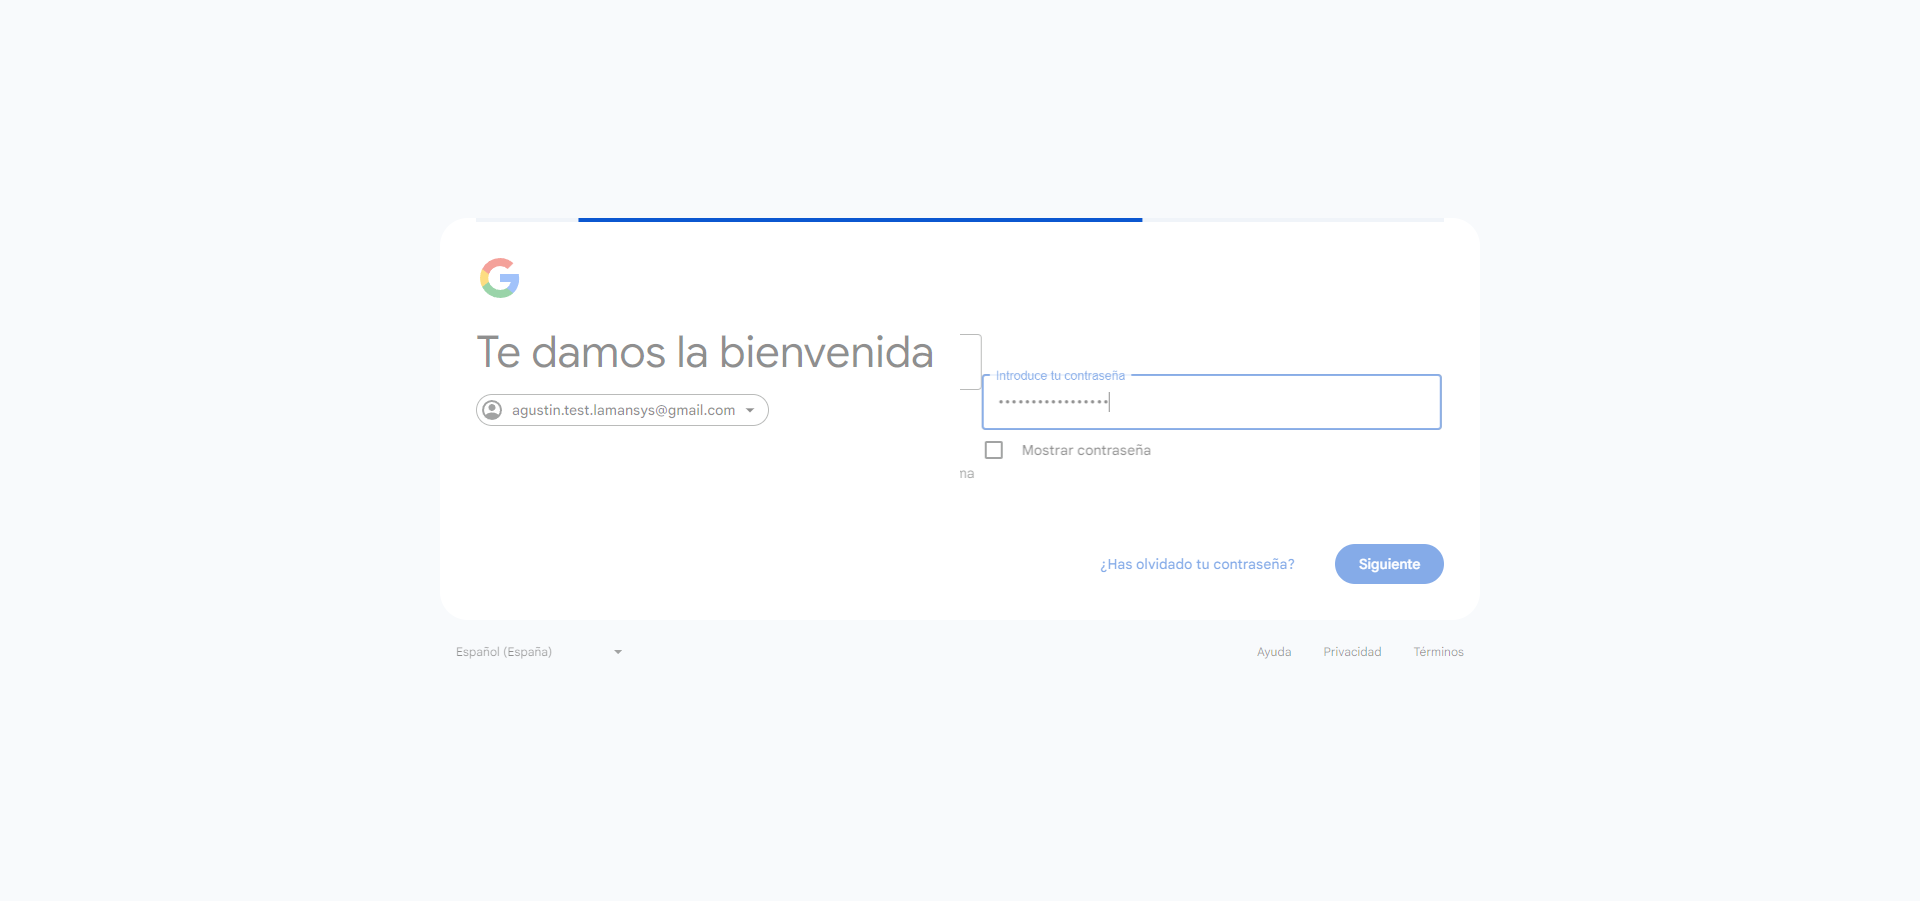 Te damos la bienvenida
agustin.test.lamansys@gmail.com
Introduce tu contraseña
•••••••••••••••••
Mostrar contraseña
na
¿Has olvidado tu contraseña?
Siguiente
Español (España)
Ayuda
Privacidad
Términos